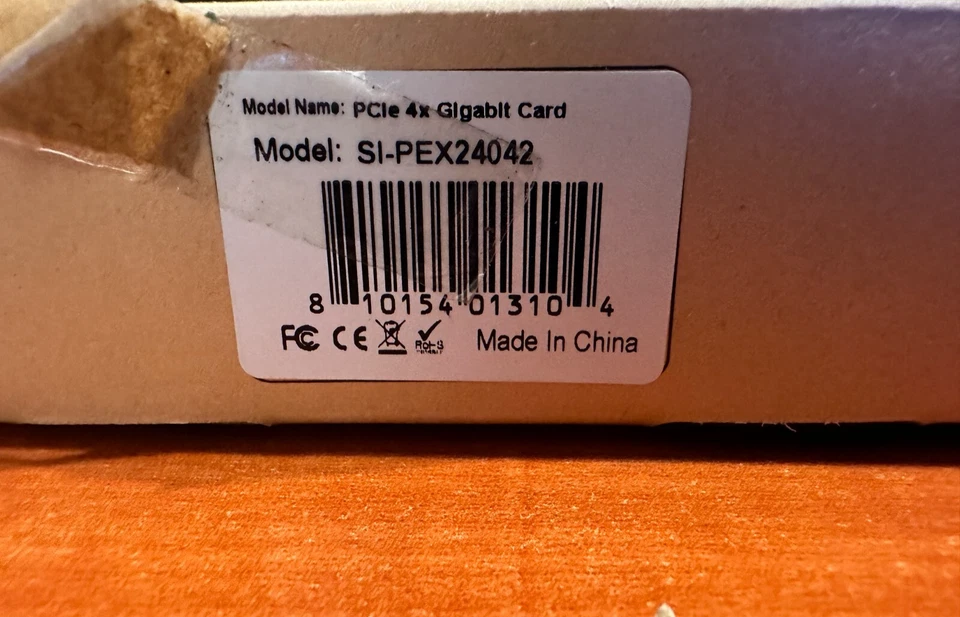 Model Name: PCIe 4x Gigabit Card
Model: SI-PEX24042
8 10154 01310 4
FC CE RoHS Made In China